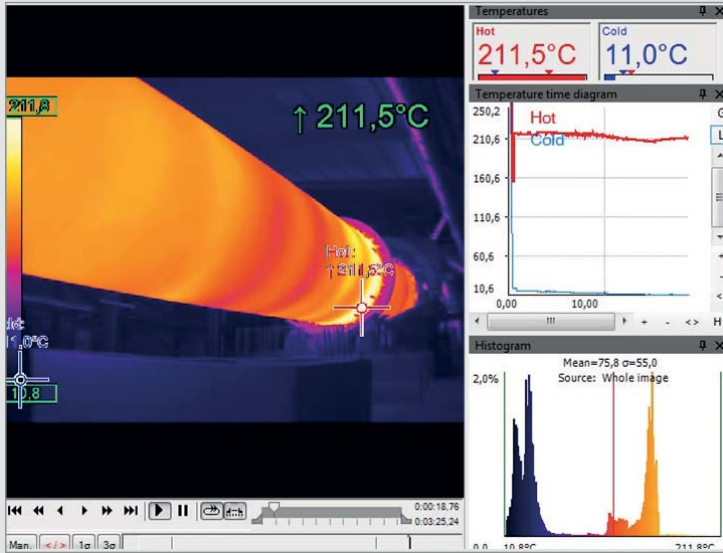 Temperatures
Hot
211,5°C
Cold
11,0°C
↑ 211,5°C
211,8
Hot:
↑211,5°C
1,0°C
10,8
Temperature time diagram
250,2
210,6
160,6
110,6
60,6
10,6
Hot
Cold
0,00
10,00
+ - <> H
Histogram
Mean=75,8 σ=55,0
Source: Whole image
2,0%
0,0
10,8°C
211,8°C
0:00:18,76
0:03:25,24
Man.
</>
1σ
3σ